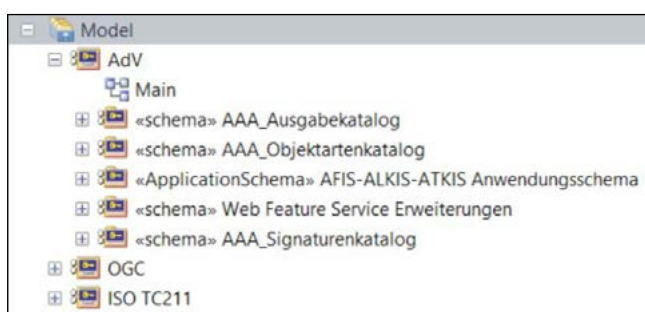 Model
AdV
Main
«schema» AAA_Ausgabekatalog
«schema» AAA_Objektartenkatalog
«ApplicationSchema» AFIS-ALKIS-ATKIS Anwendungsschema
«schema» Web Feature Service Erweiterungen
«schema» AAA_Signaturenkatalog
OGC
ISO TC211